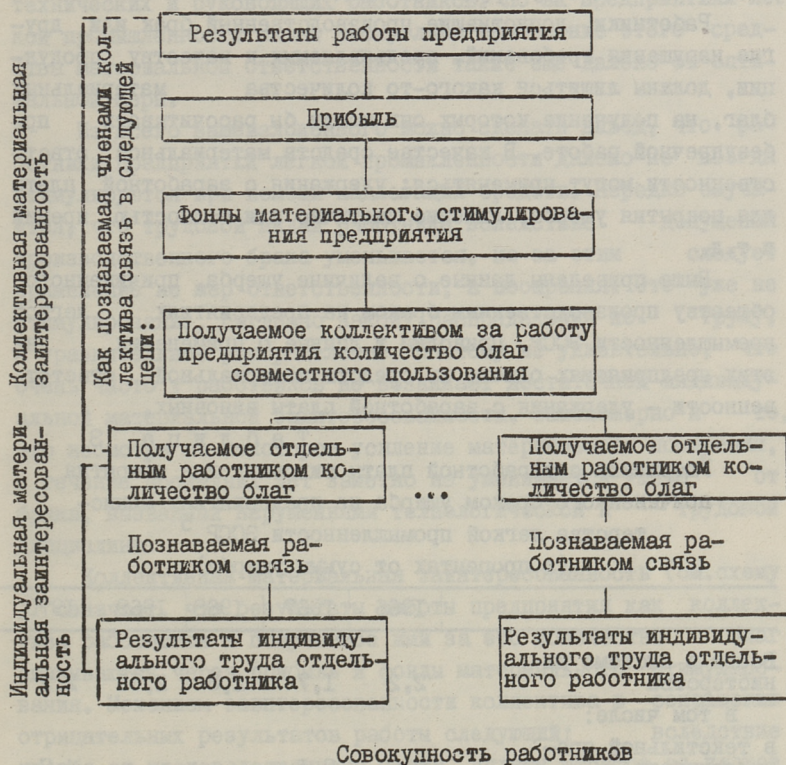 Коллективная материальная
заинтересованность
Как познаваемая членами кол-
лектива связь в следующей
цепи:
Индивидуальная матери-
альная заинтересован-
ность
Результаты работы предприятия
Прибыль
Фонды материального стимулирова-
ния предприятия
Получаемое коллективом за работу
предприятия количество благ
совместного пользования
Получаемое отдель-
ным работником ко-
личество благ
...
Получаемое отдель-
ным работником ко-
личество благ
Познаваемая ра-
ботником связь
Познаваемая ра-
ботником связь
Результаты индивиду-
ального труда отдель-
ного работника
Результаты индивиду-
ального труда отдель-
ного работника
Совокупность работников